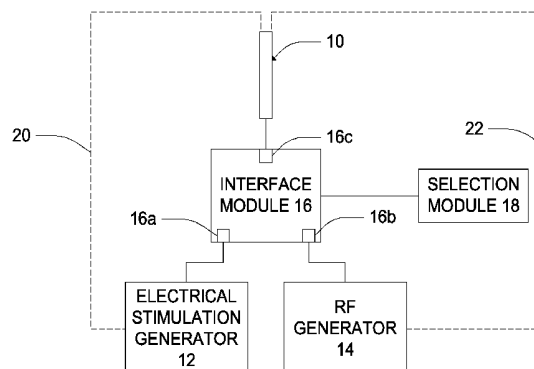 10
20
16c
22
INTERFACE
MODULE 16
SELECTION
MODULE 18
16a
16b
ELECTRICAL
STIMULATION
GENERATOR
12
RF
GENERATOR
14